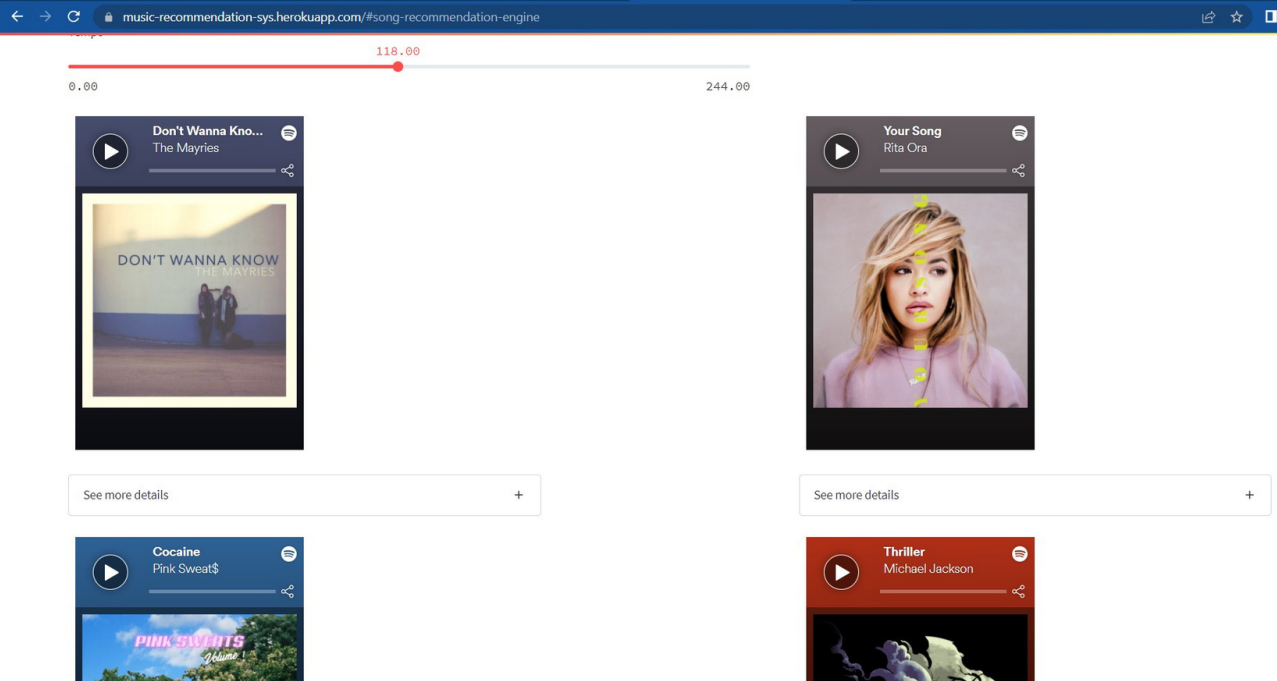 music-recommendation-sys.herokuapp.com/#song-recommendation-engine
118.00
0.00
244.00
Don't Wanna Kno...
The Mayries
DON'T WANNA KNOW
THE MAYRIES
See more details
+
Your Song
Rita Ora
See more details
+
Cocaine
Pink Sweat$
PINK SWEATS
Volume 1
Thriller
Michael Jackson